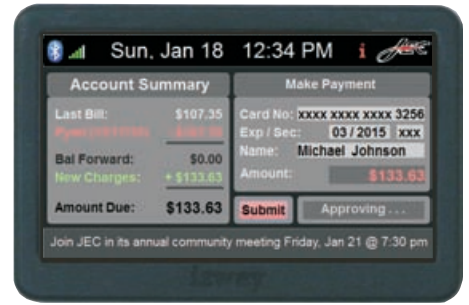 Sun, Jan 18 12:34 PM i
Account Summary
Last Bill: $107.35
Bal Forward: $0.00
New Charges: + $133.63
Amount Due: $133.63
Make Payment
Card No: xxxx xxxx xxxx 3256
Exp / Sec: 03 / 2015 xxx
Name: Michael Johnson
Amount: $133.63
Submit Approving . . .
Join JEC in its annual community meeting Friday, Jan 21 @ 7:30 pm